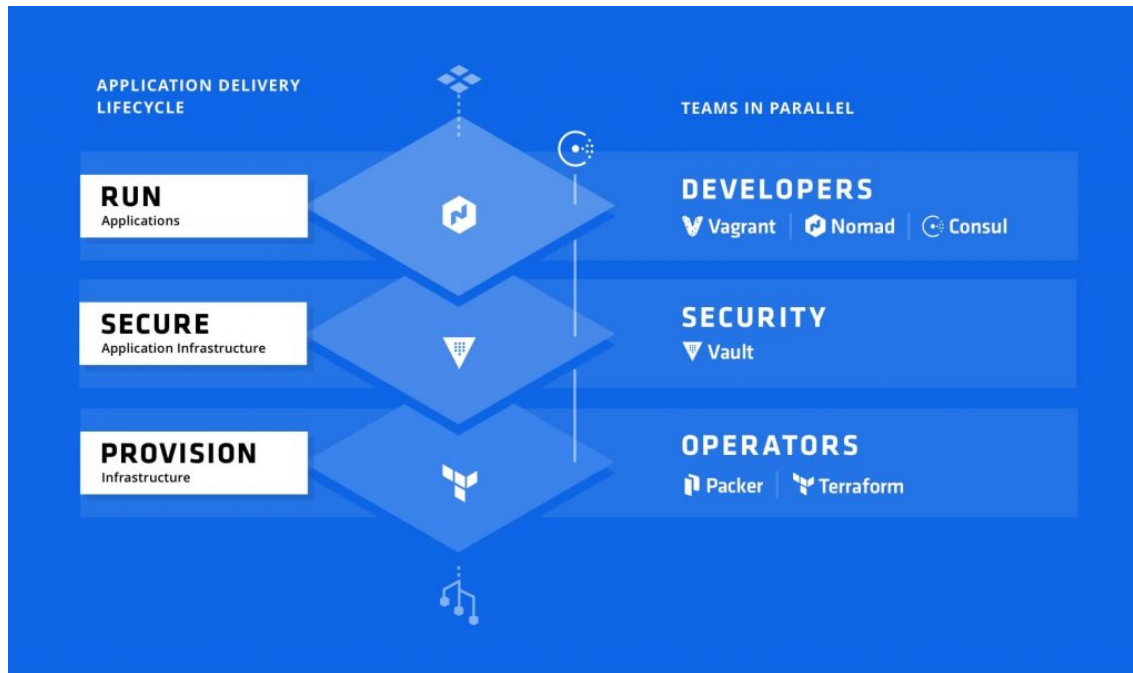 APPLICATION DELIVERY
LIFECYCLE
TEAMS IN PARALLEL
RUN
Applications
DEVELOPERS
Vagrant Nomad Consul
SECURE
Application Infrastructure
SECURITY
Vault
PROVISION
Infrastructure
OPERATORS
Packer Terraform